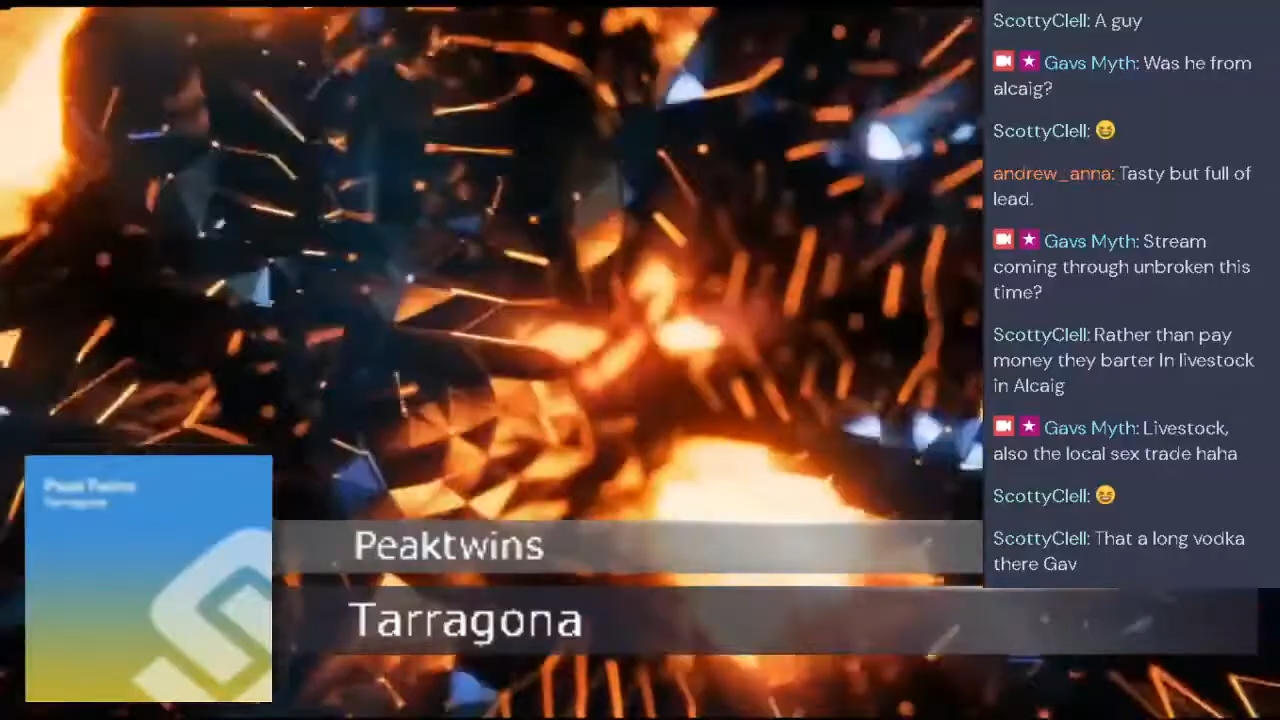 ScottyClell: A guy
Gavs Myth: Was he from
alcaig?
ScottyClell: 😆
andrew_anna: Tasty but full of
lead.
Gavs Myth: Stream
coming through unbroken this
time?
ScottyClell: Rather than pay
money they barter In livestock
in Alcaig
Gavs Myth: Livestock,
also the local sex trade haha
ScottyClell: 😆
ScottyClell: That a long vodka
there Gav
Peak Twins
Tarragona
Peaktwins
Tarragona